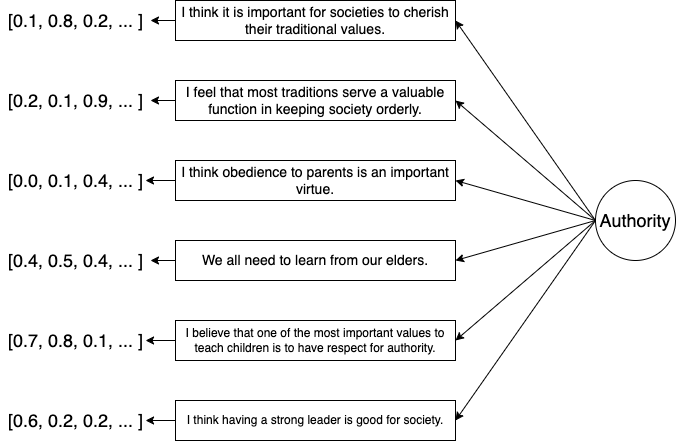 [0.1, 0.8, 0.2, ... ]
I think it is important for societies to cherish
their traditional values.
[0.2, 0.1, 0.9, ... ]
I feel that most traditions serve a valuable
function in keeping society orderly.
[0.0, 0.1, 0.4, ... ]
I think obedience to parents is an important
virtue.
Authority
[0.4, 0.5, 0.4, ... ]
We all need to learn from our elders.
[0.7, 0.8, 0.1, ... ]
I believe that one of the most important values to
teach children is to have respect for authority.
[0.6, 0.2, 0.2, ... ]
I think having a strong leader is good for society.